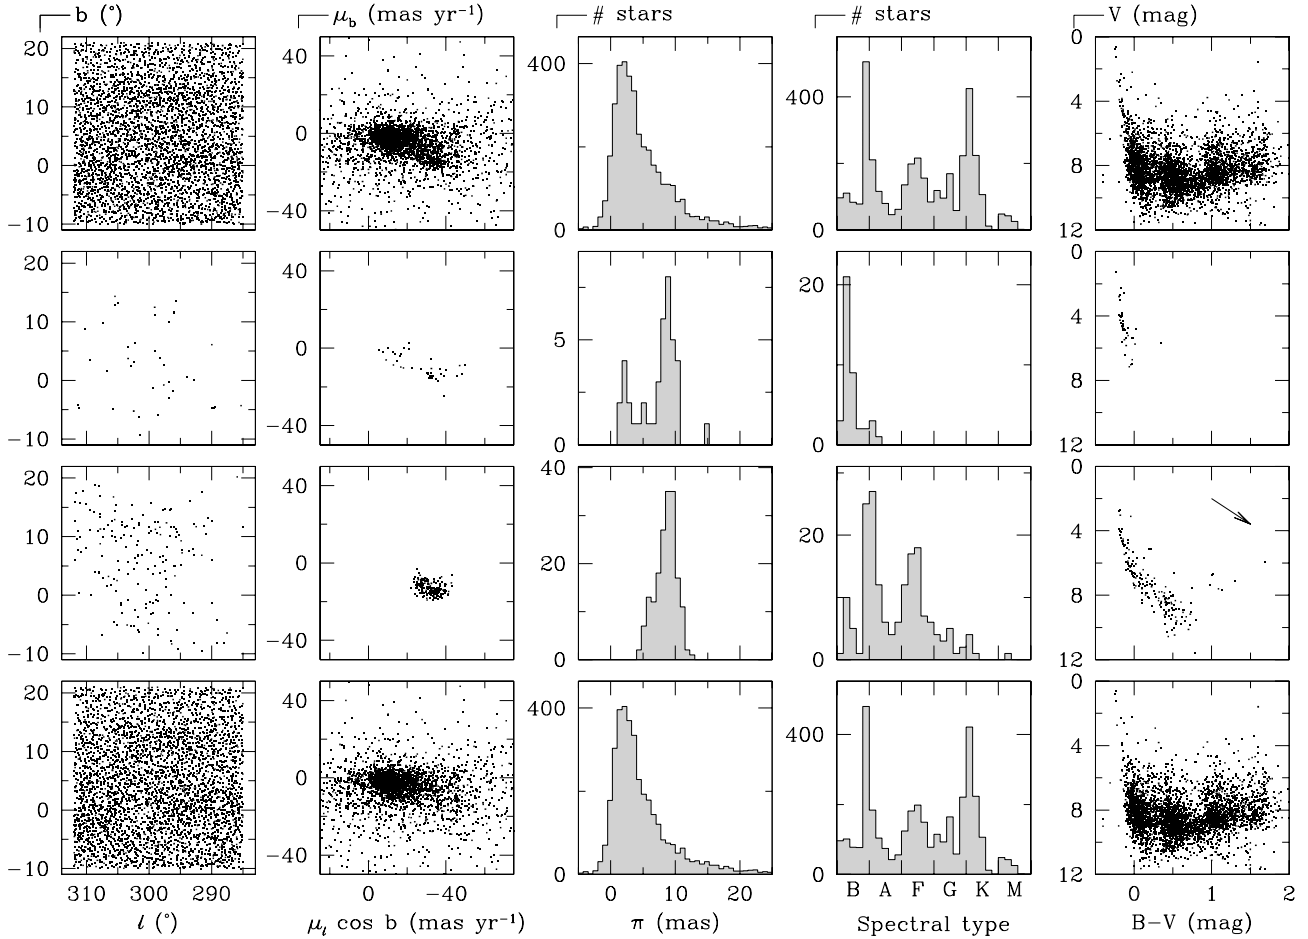 b (°) μb (mas yr⁻¹) # stars # stars V (mag)
20 40 400 400 0
10 0 200 4
0 -40 0 8
-10 0 12
20 40 5 20 0
10 0 0 10 4
0 -40 0 8
-10 12
20 40 40 20 0
10 0 20 0 4
0 -40 0 8
-10 12
20 40 400 400 0
10 0 200 0 4
0 -40 0 8
-10 12
310 300 290 0 -40 0 10 20 B A F G K M 0 1 2
l (°) μl cos b (mas yr⁻¹) π (mas) Spectral type B-V (mag)